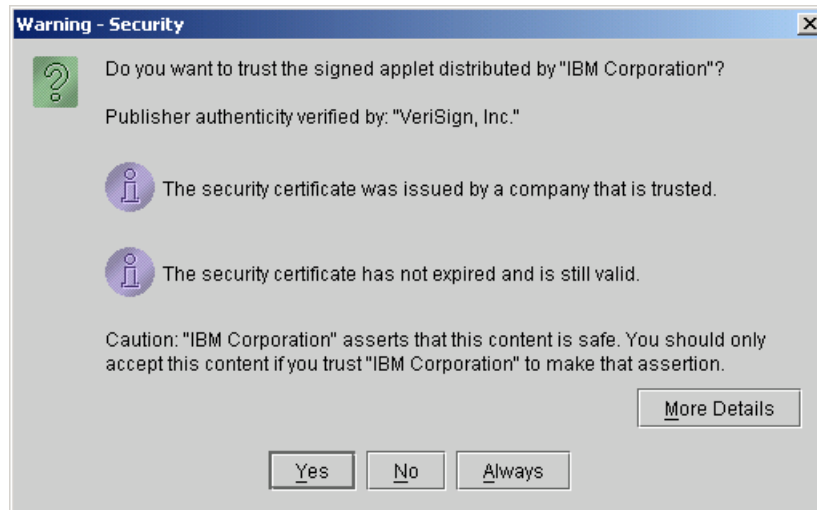 Warning - Security
Do you want to trust the signed applet distributed by "IBM Corporation"?
Publisher authenticity verified by: "VeriSign, Inc."
The security certificate was issued by a company that is trusted.
The security certificate has not expired and is still valid.
Caution: "IBM Corporation" asserts that this content is safe. You should only
accept this content if you trust "IBM Corporation" to make that assertion.
More Details
Yes No Always